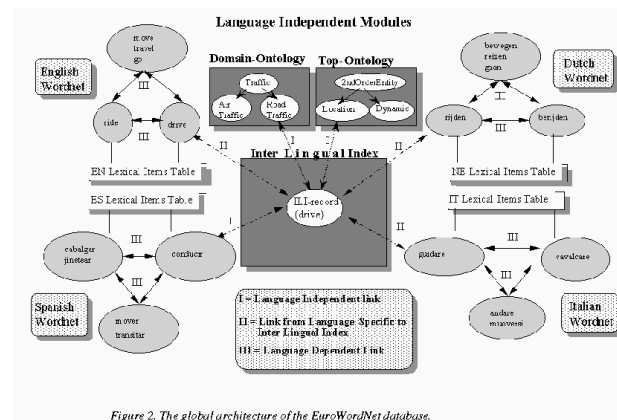 Language Independent Modules
move
travel
go
III
English
Wordnet
ride
III
drive
II
Domain-Ontology
Traffic
Air
Traffic
Road
Traffic
I
Top-Ontology
2ndOrderEntity
Location
Dynamic
bewegen
reizen
gaan
Dutch
Wordnet
rijden
III
berijden
II
EN Lexical Items Table
ES Lexical Items Table
NE Lexical Items Table
IT Lexical Items Table
Inter Lingual Index
ILI-record
(drive)
I
II
cabalgar
jinetear
III
conducir
III
Spanish
Wordnet
mover
transitar
guidare
III
cavalcare
III
andare
muoversi
Italian
Wordnet
I = Language Independent link
II = Link from Language Specific to
Inter Lingual Index
III = Language Dependent Link
Figure 2. The global architecture of the EuroWordNet database.